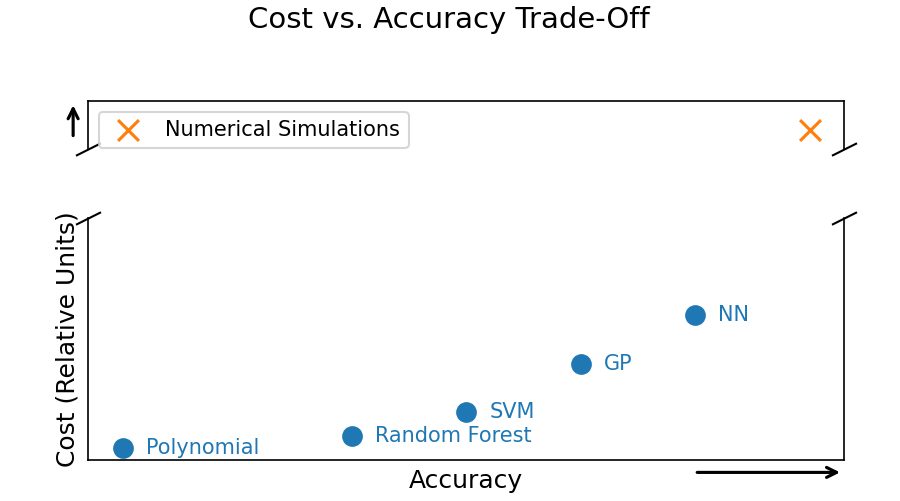 Cost vs. Accuracy Trade-Off
Numerical Simulations
Cost (Relative Units)
NN
GP
SVM
Random Forest
Polynomial
Accuracy